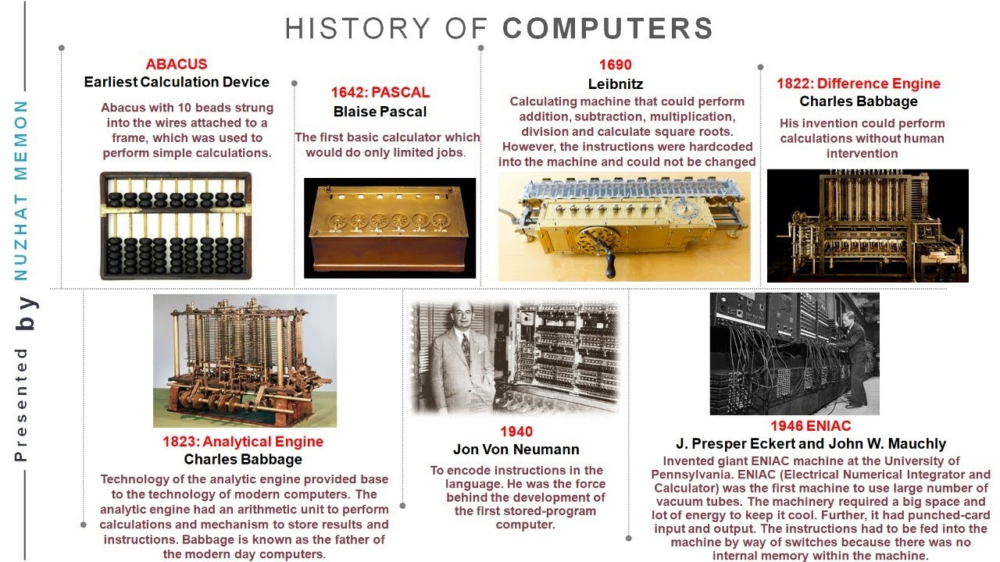 HISTORY OF COMPUTERS
ABACUS
Earliest Calculation Device
Abacus with 10 beads strung
into the wires attached to a
frame, which was used to
perform simple calculations.
1642: PASCAL
Blaise Pascal
The first basic calculator which
would do only limited jobs.
1690
Leibnitz
Calculating machine that could perform
addition, subtraction, multiplication,
division and calculate square roots.
However, the instructions were hardcoded
into the machine and could not be changed
1822: Difference Engine
Charles Babbage
His invention could perform
calculations without human
intervention
1823: Analytical Engine
Charles Babbage
Technology of the analytic engine provided base
to the technology of modern computers. The
analytic engine had an arithmetic unit to perform
calculations and mechanism to store results and
instructions. Babbage is known as the father of
the modern day computers.
1940
Jon Von Neumann
To encode instructions in the
language. He was the force
behind the development of
the first stored-program
computer.
1946 ENIAC
J. Presper Eckert and John W. Mauchly
Invented giant ENIAC machine at the University of
Pennsylvania. ENIAC (Electrical Numerical Integrator and
Calculator) was the first machine to use large number of
vacuum tubes. The machinery required a big space and
lot of energy to keep it cool. Further, it had punched-card
input and output. The instructions had to be fed into the
machine by way of switches because there was no
internal memory within the machine.
Presented by NUZHAT MEMON